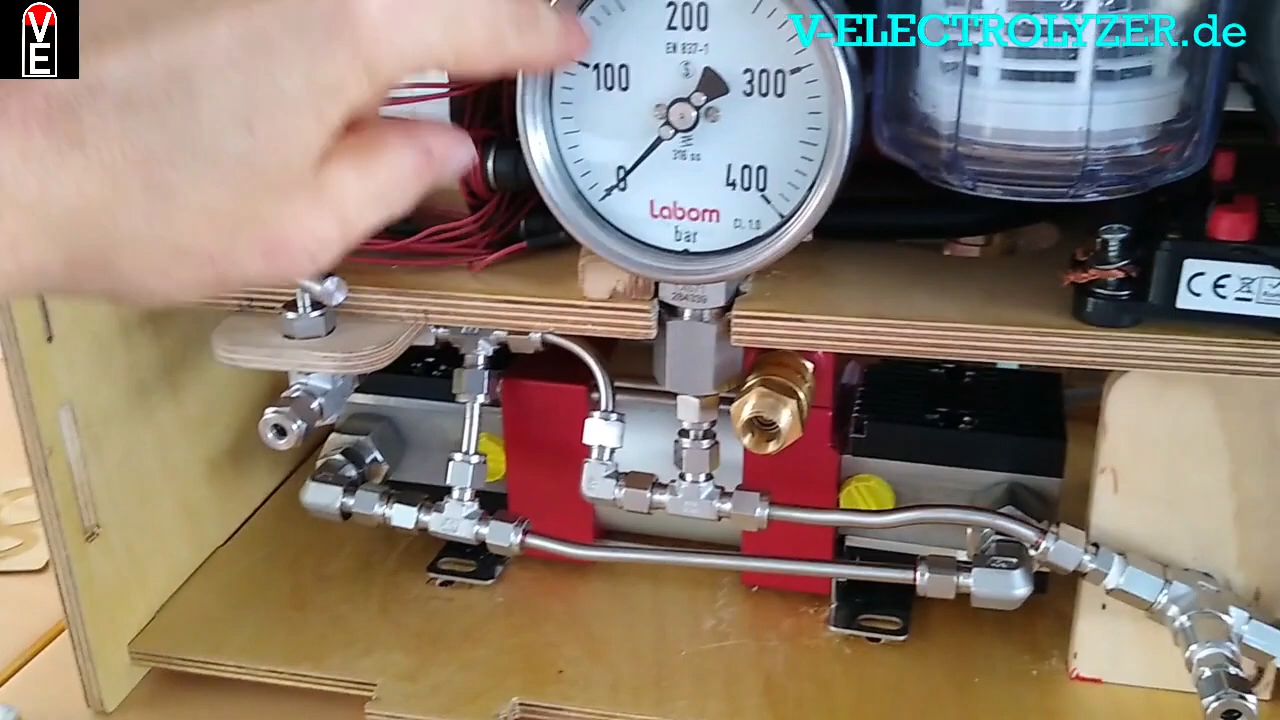 VE
V-ELECTROLYZER.de
200
EN 837-1
S
100
300
316 ss
0
400
Labom
Cl. 1.0
bar
284339
CE